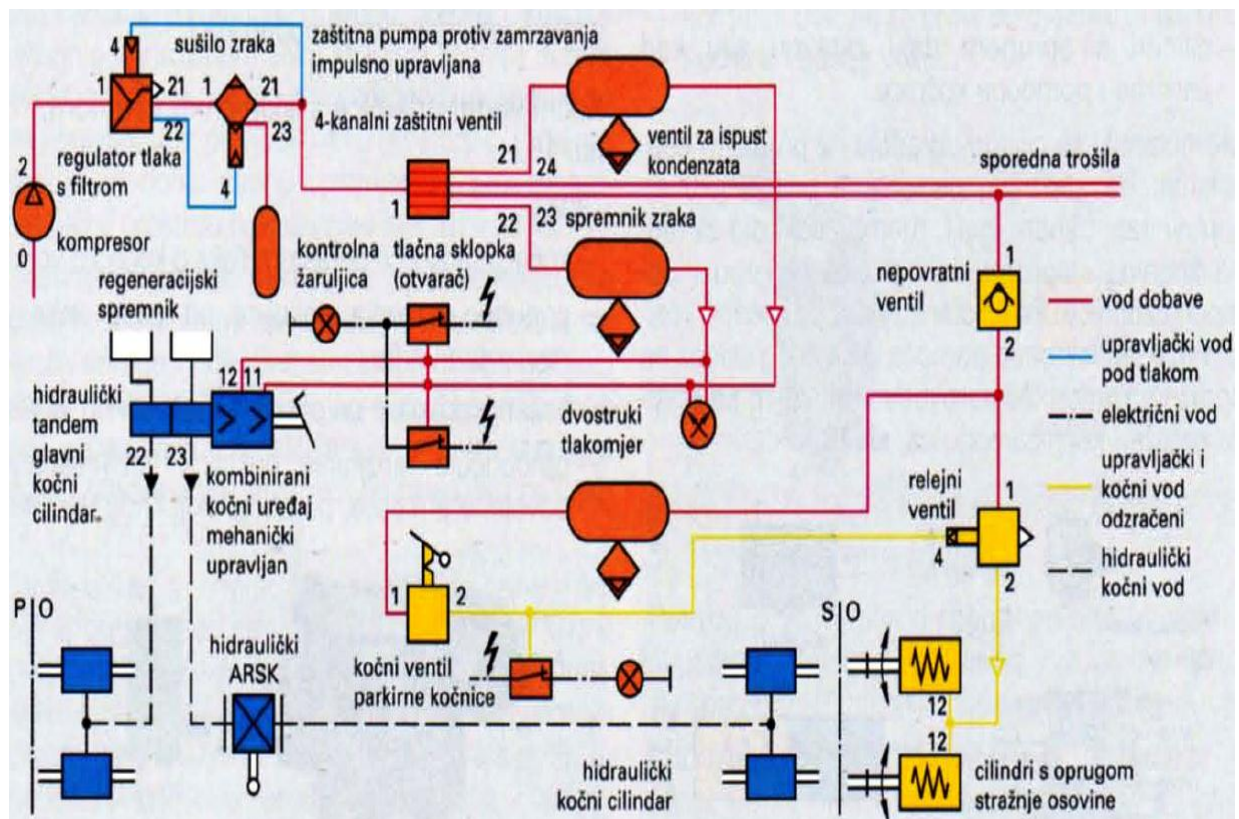 4
sušilo zraka
zaštitna pumpa protiv zamrzavanja
impulsno upravljana
1
21
1
21
22
23
4-kanalni zaštitni ventil
ventil za ispust
kondenzata
2
regulator tlaka
s filtrom
4
21
24
1
22
23
sporedna trošila
kompresor
0
spremnik zraka
regeneracijski
spremnik
kontrolna
žaruljica
tlačna sklopka
(otvarač)
1
nepovratni
ventil
2
vod dobave
upravljački vod
pod tlakom
električni vod
upravljački i
kočni vod
odzračeni
hidraulički
kočni vod
12
11
hidraulički
tandem
glavni
kočni
cilindar
22
23
kombinirani
kočni uređaj
mehanički
upravljan
dvostruki
tlakomjer
relejni
ventil
1
4
2
1
2
P O
S O
hidraulički
ARSK
kočni ventil
parkirne kočnice
12
12
hidraulički
kočni cilindar
cilindri s oprugom
stražnje osovine